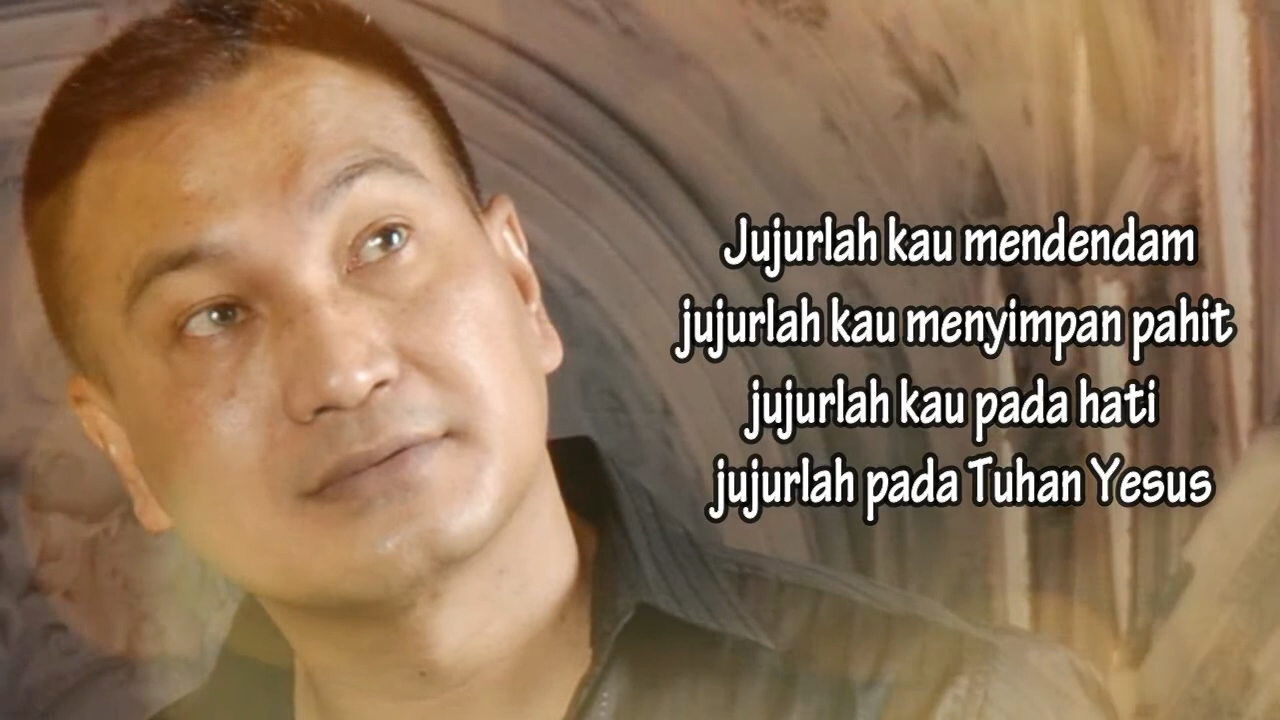 Jujurlah kau mendendam
jujurlah kau menyimpan pahit
jujurlah kau pada hati
jujurlah pada Tuhan Yesus